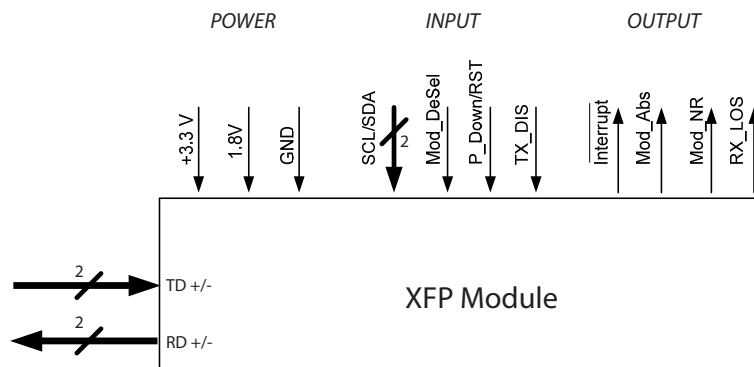 POWER INPUT OUTPUT
+3.3 V
1.8V
GND
SCL/SDA
2
Mod_DeSel
P_Down/RST
TX_DIS
Interrupt
Mod_Abs
Mod_NR
RX_LOS
2
TD +/-
XFP Module
2
RD +/-